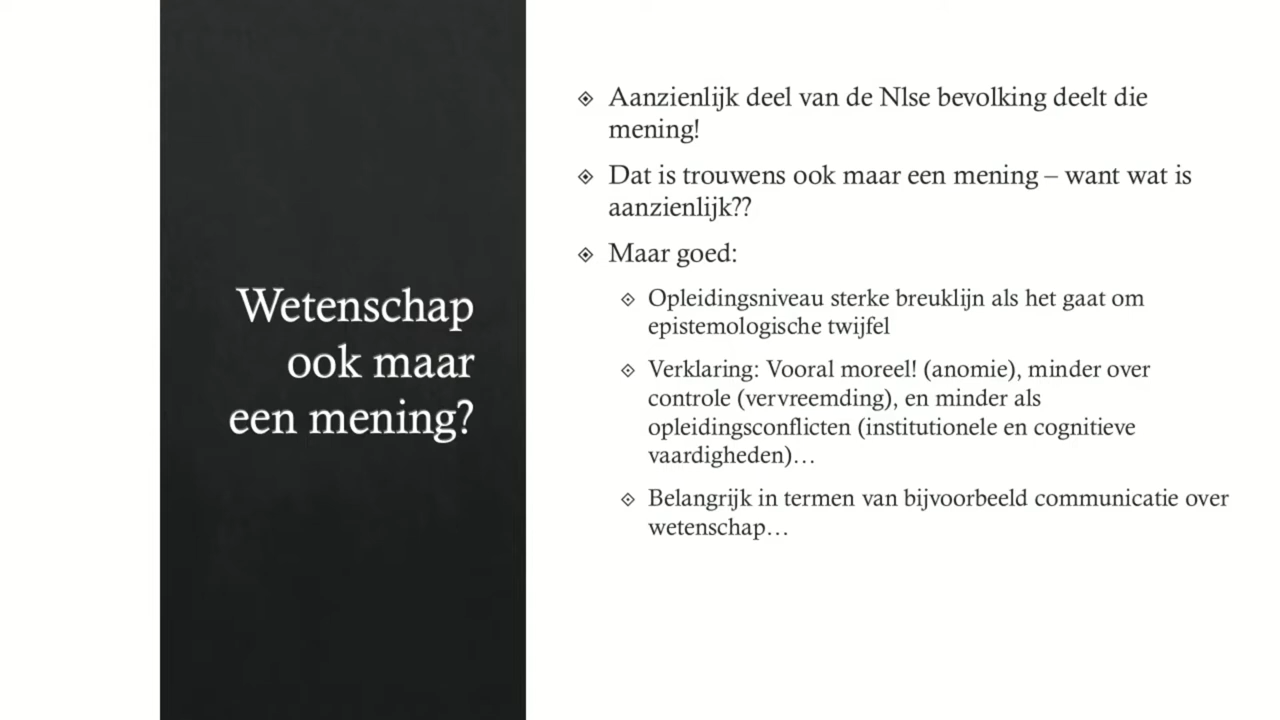 Wetenschap
ook maar
een mening?
Aanzienlijk deel van de Nlse bevolking deelt die
mening!
Dat is trouwens ook maar een mening – want wat is
aanzienlijk??
Maar goed:
Opleidingsniveau sterke breuklijn als het gaat om
epistemologische twijfel
Verklaring: Vooral moreel! (anomie), minder over
controle (vervreemding), en minder als
opleidingsconflicten (institutionele en cognitieve
vaardigheden)…
Belangrijk in termen van bijvoorbeeld communicatie over
wetenschap…